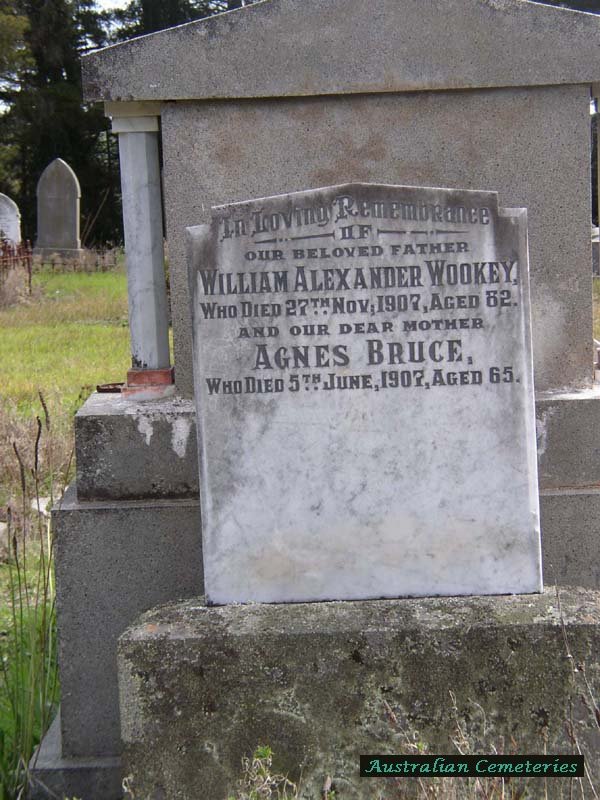 In Loving Remembrance
OF
OUR BELOVED FATHER
WILLIAM ALEXANDER WOOKEY,
WHO DIED 27TH NOV, 1907, AGED 82.
AND OUR DEAR MOTHER
AGNES BRUCE,
WHO DIED 5TH JUNE, 1907, AGED 65.
Australian Cemeteries